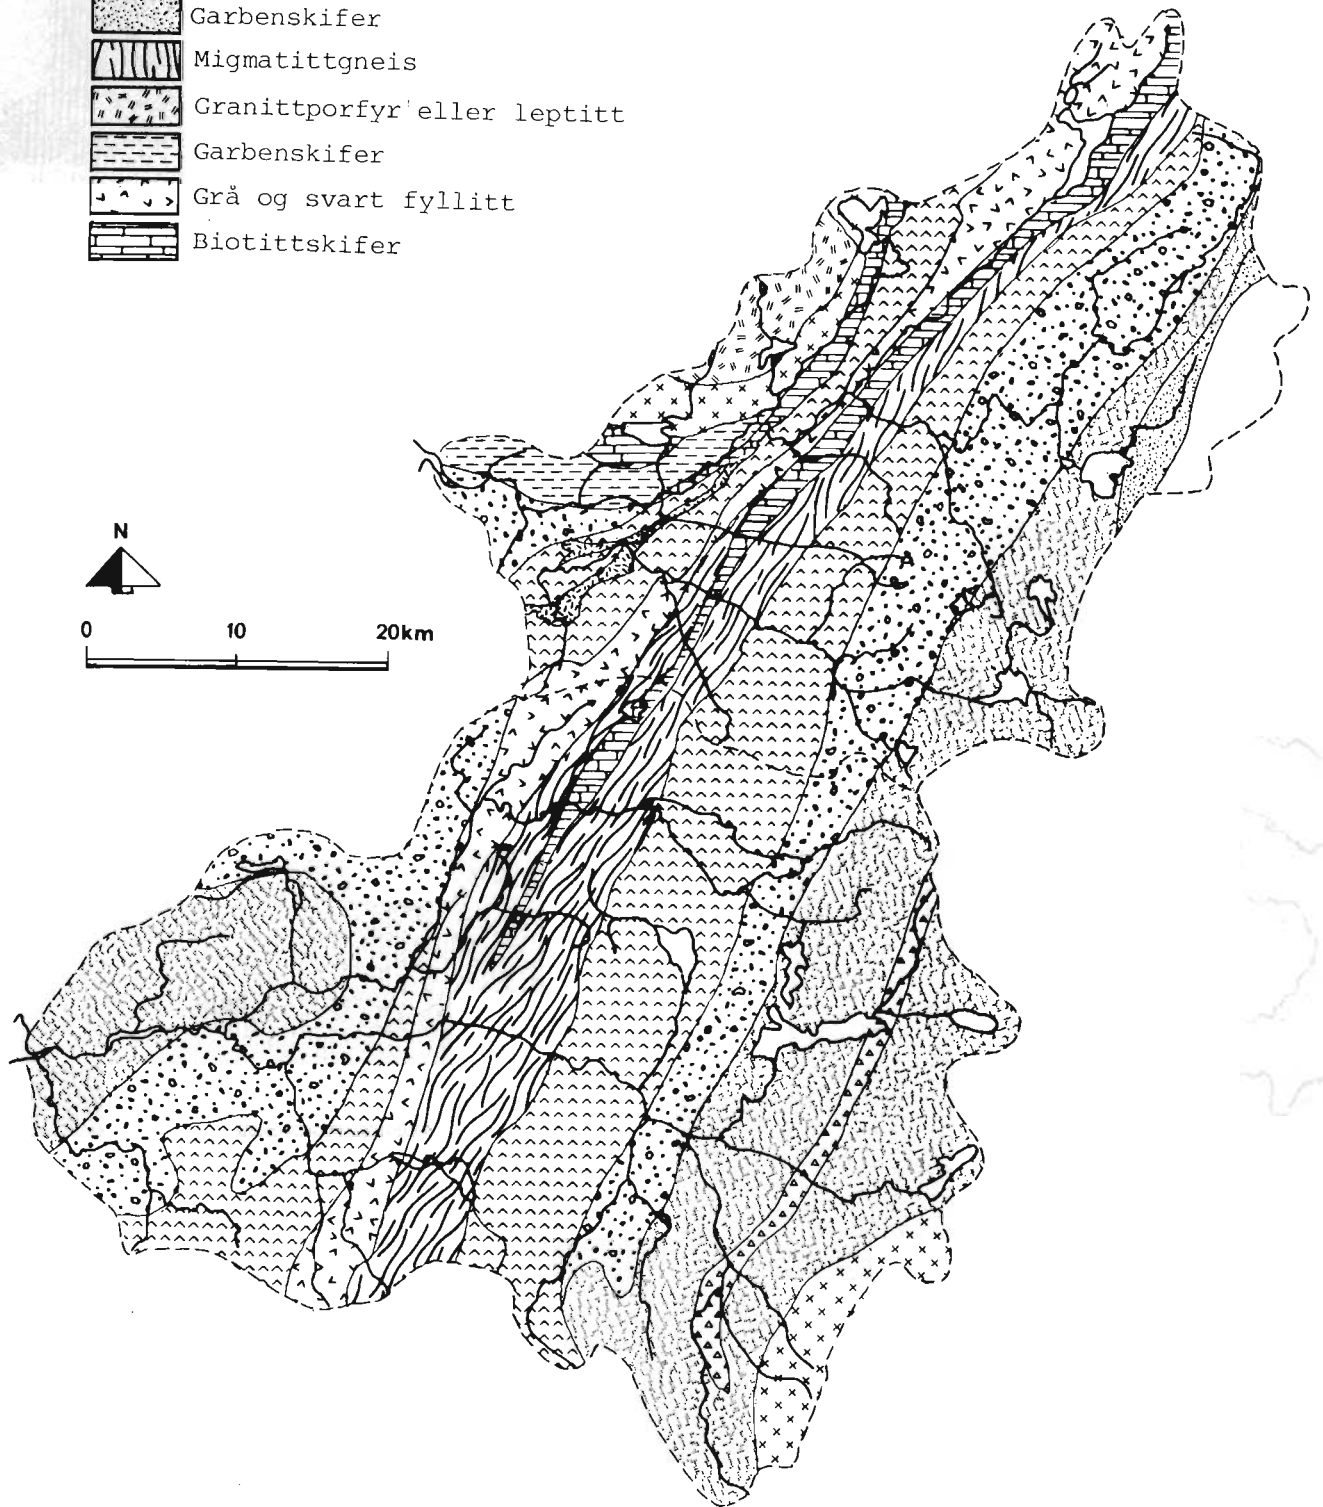 Garbenskifer
Migmatittgneis
Granittporfyr eller leptitt
Garbenskifer
Grå og svart fyllitt
Biotittskifer
N
0 10 20km